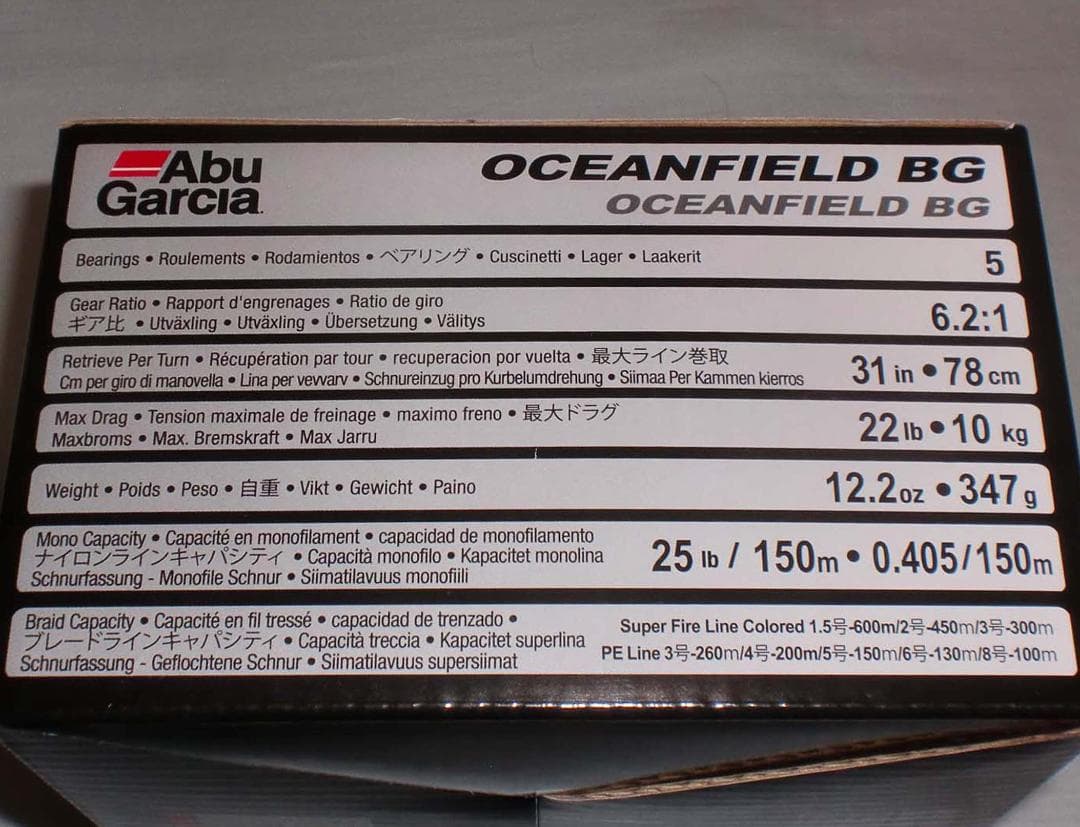 Abu
Garcia
OCEANFIELD BG
OCEANFIELD BG
Bearings • Roulements • Rodamientos • ベアリング • Cuscinetti • Lager • Laakerit
5
Gear Ratio • Rapport d'engrenages • Ratio de giro
ギア比 • Utväxling • Utväxling • Übersetzung • Välitys
6.2:1
Retrieve Per Turn • Récupération par tour • recuperacion por vuelta • 最大ライン巻取
Cm per giro di manovella • Lina per vevvarv • Schnureinzug pro Kurbelumdrehung • Siimaa Per Kammen kierros
31 in • 78 cm
Max Drag • Tension maximale de freinage • maximo freno • 最大ドラグ
Maxbroms • Max. Bremskraft • Max Jarru
22 lb • 10 kg
Weight • Poids • Peso • 自重 • Vikt • Gewicht • Paino
12.2oz • 347 g
Mono Capacity • Capacité en monofilament • capacidad de monofilamento
ナイロンラインキャパシティ • Capacità monofilo • Kapacitet monolina
Schnurfassung - Monofile Schnur • Siimatilavuus monofiili
25 lb / 150m • 0.405/150m
Braid Capacity • Capacité en fil tressé • capacidad de trenzado •
ブレードラインキャパシティ • Capacità treccia • Kapacitet superlina
Schnurfassung - Geflochtene Schnur • Siimatilavuus supersiimat
Super Fire Line Colored 1.5号-600m/2号-450m/3号-300m
PE Line 3号-260m/4号-200m/5号-150m/6号-130m/8号-100m